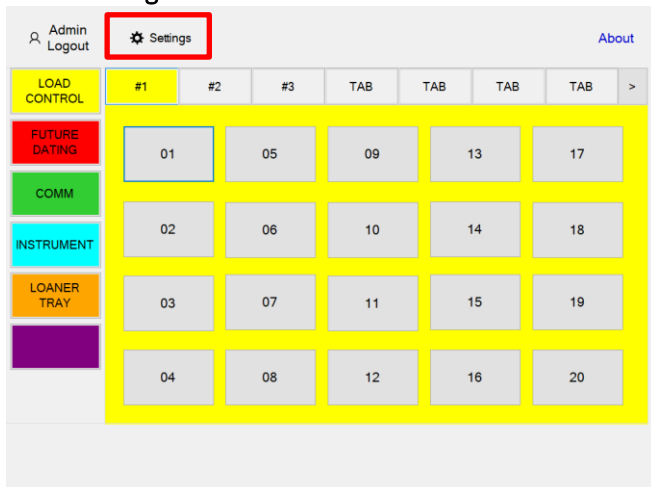 Admin
Logout
Settings
About
LOAD
CONTROL
#1 #2 #3 TAB TAB TAB TAB >
FUTURE
DATING
COMM
INSTRUMENT
LOANER
TRAY
01 05 09 13 17
02 06 10 14 18
03 07 11 15 19
04 08 12 16 20